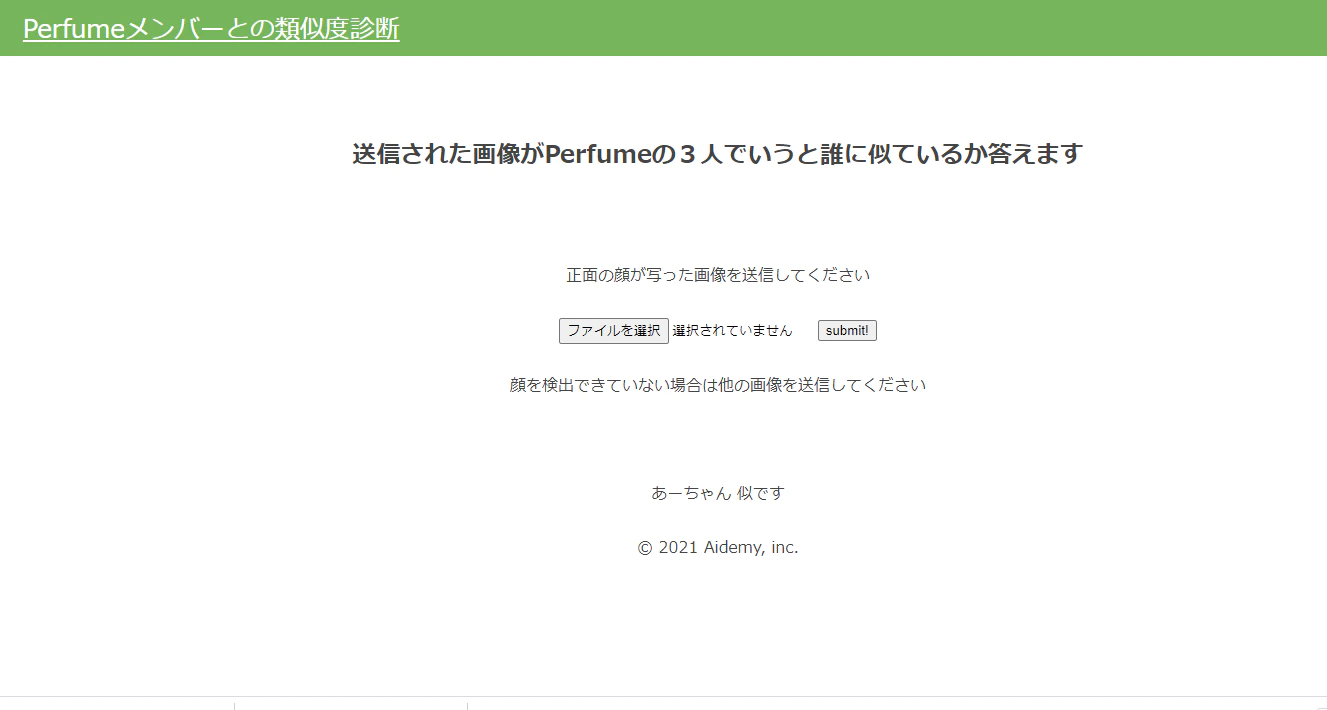 Perfumeメンバーとの類似度診断
送信された画像がPerfumeの３人でいうと誰に似ているか答えます
正面の顔が写った画像を送信してください
ファイルを選択 選択されていません submit!
顔を検出できていない場合は他の画像を送信してください
あーちゃん 似です
© 2021 Aidemy, inc.